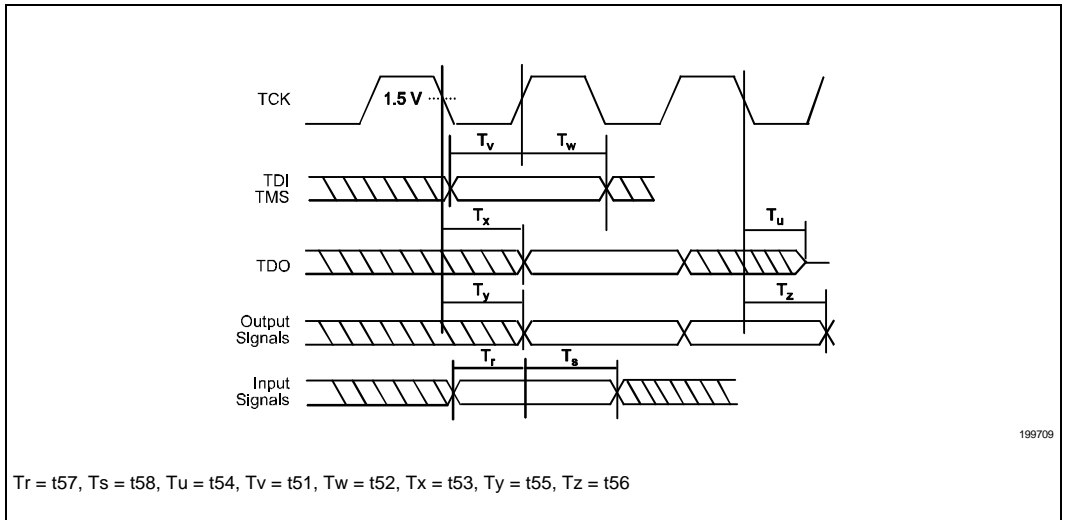 TCK
1.5 V
Tv Tw
TDI
TMS
Tx
Tu
TDO
Ty
Tz
Output
Signals
Tr Ts
Input
Signals
199709
Tr = t57, Ts = t58, Tu = t54, Tv = t51, Tw = t52, Tx = t53, Ty = t55, Tz = t56